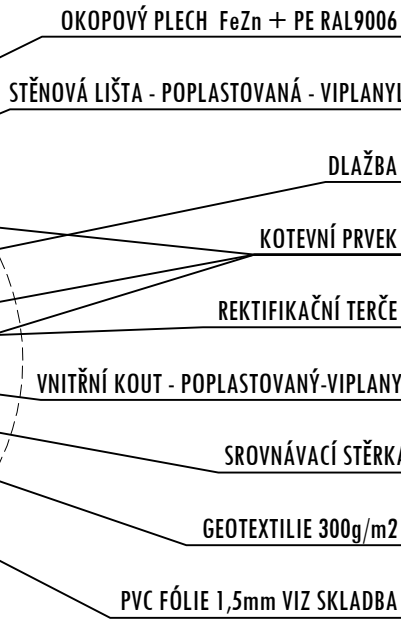 OKOPOVÝ PLECH FeZn + PE RAL9006
STĚNOVÁ LIŠTA - POPLASTOVANÁ - VIPLANYL
DLAŽBA
KOTEVNÍ PRVEK
REKTIFIKAČNÍ TERČE
VNITŘNÍ KOUT - POPLASTOVANÝ-VIPLANY
SROVNÁVACÍ STĚRKA
GEOTEXTILIE 300g/m2
PVC FÓLIE 1,5mm VIZ SKLADBA